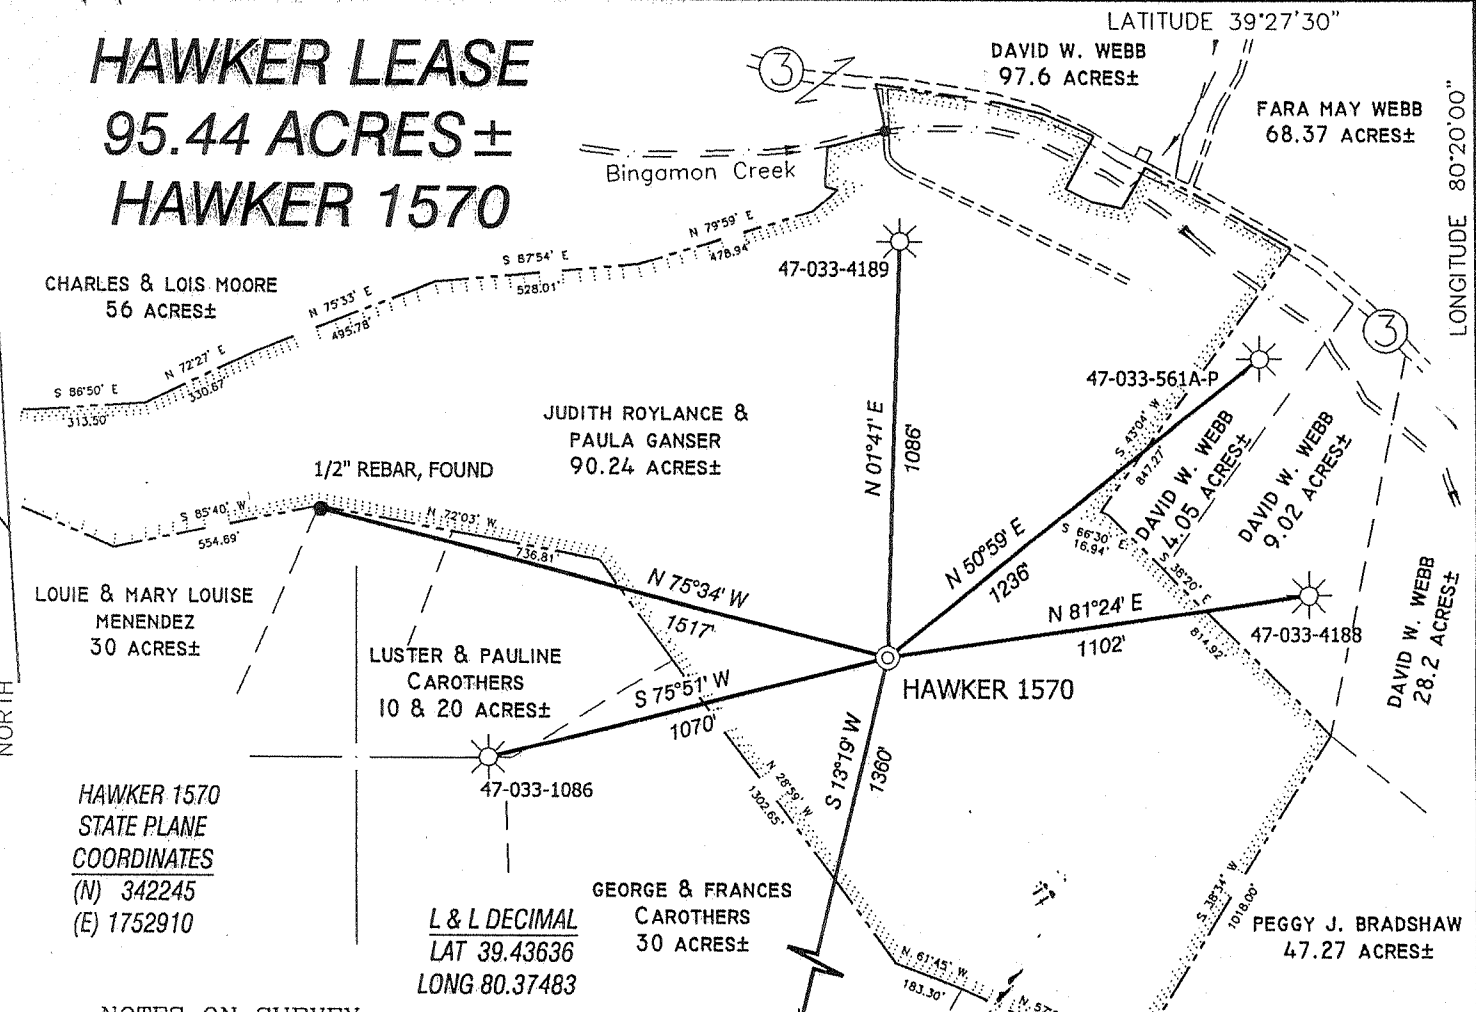 LATITUDE 39°27'30"
HAWKER LEASE
95.44 ACRES±
HAWKER 1570
3
DAVID W. WEBB
97.6 ACRES±
FARA MAY WEBB
68.37 ACRES±
LONGITUDE 80°20'00"
Bingamon Creek
N 79°59' E
478.94'
S 87°54' E
528.01'
47-033-4189
CHARLES & LOIS MOORE
56 ACRES±
N 75°33' E
495.78'
3
N 72°27' E
330.67'
S 86°50' E
313.50'
47-033-561A-P
JUDITH ROYLANCE &
PAULA GANSER
90.24 ACRES±
N 01°41' E
1086'
S 43°04' W
847.27'
DAVID W. WEBB
4.05 ACRES±
DAVID W. WEBB
9.02 ACRES±
1/2" REBAR, FOUND
S 85°40' W
554.69'
N 72°03' W
736.81'
S 66°30' E
16.94'
N 50°59' E
1236'
S 36°20' E
814.92'
DAVID W. WEBB
28.2 ACRES±
LOUIE & MARY LOUISE
MENENDEZ
30 ACRES±
N 75°34' W
1517'
N 81°24' E
1102'
47-033-4188
LUSTER & PAULINE
CAROTHERS
10 & 20 ACRES±
S 75°51' W
1070'
HAWKER 1570
NORTH
47-033-1086
N 28°59' W
1302.65'
S 13°19' W
1360'
HAWKER 1570
STATE PLANE
COORDINATES
(N) 342245
(E) 1752910
L & L DECIMAL
LAT 39.43636
LONG 80.37483
GEORGE & FRANCES
CAROTHERS
30 ACRES±
S 38°34' W
1018.00'
PEGGY J. BRADSHAW
47.27 ACRES±
N 61°45' W
183.30'
NOTES ON SURVEY